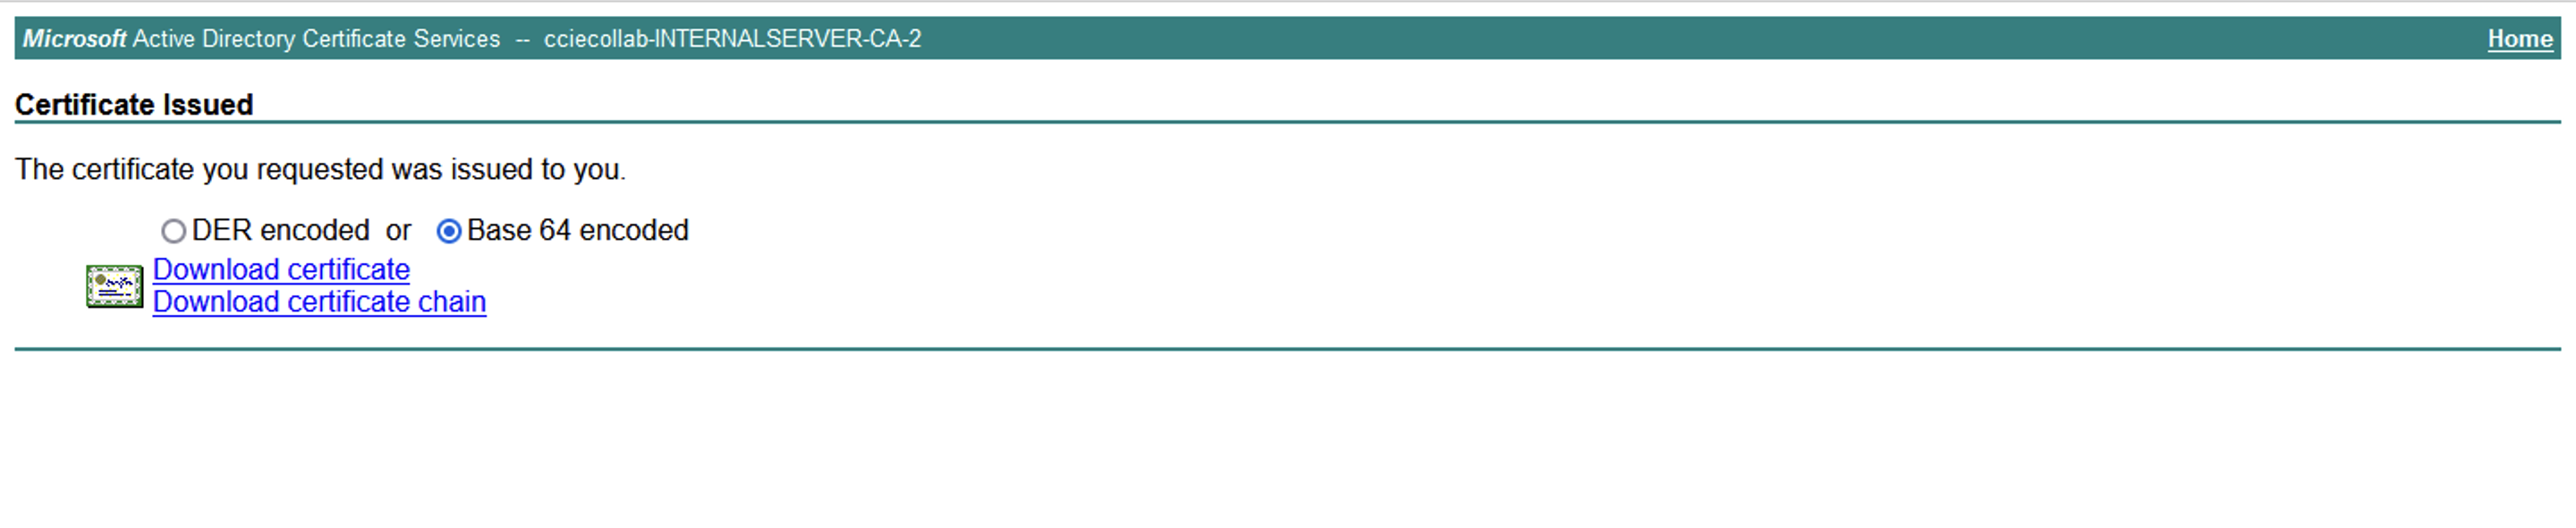 Microsoft Active Directory Certificate Services -- cciecollab-INTERNALSERVER-CA-2 Home
Certificate Issued
The certificate you requested was issued to you.
DER encoded or Base 64 encoded
Download certificate
Download certificate chain